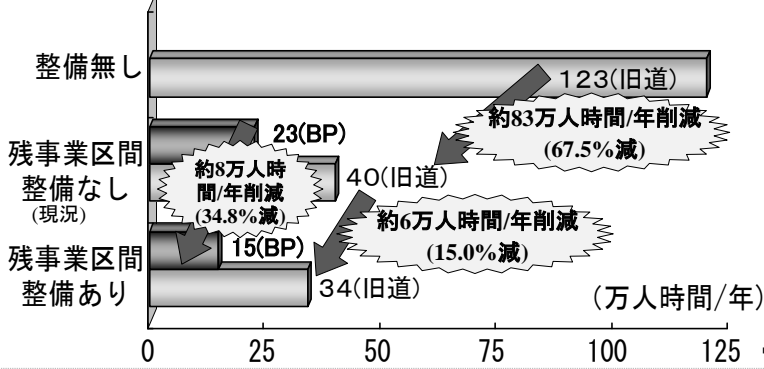 整備無し
123(旧道)
約83万人時間/年削減
(67.5%減)
残事業区間
整備なし
(現況)
23(BP)
40(旧道)
約8万人時
間/年削減
(34.8%減)
約6万人時間/年削減
(15.0%減)
残事業区間
整備あり
15(BP)
34(旧道)
(万人時間/年)
0 25 50 75 100 125